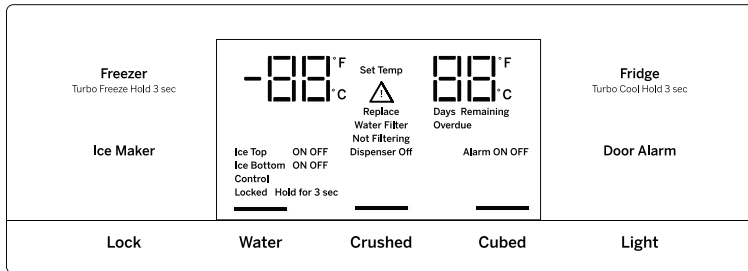 -88°F °C
Set Temp
88°F °C
Freezer
Turbo Freeze Hold 3 sec
Fridge
Turbo Cool Hold 3 sec
Replace
Water Filter
Not Filtering
Dispenser Off
Days Remaining
Overdue
Ice Maker
Ice Top ON OFF
Ice Bottom ON OFF
Control
Locked Hold for 3 sec
Alarm ON OFF
Door Alarm
Lock Water Crushed Cubed Light